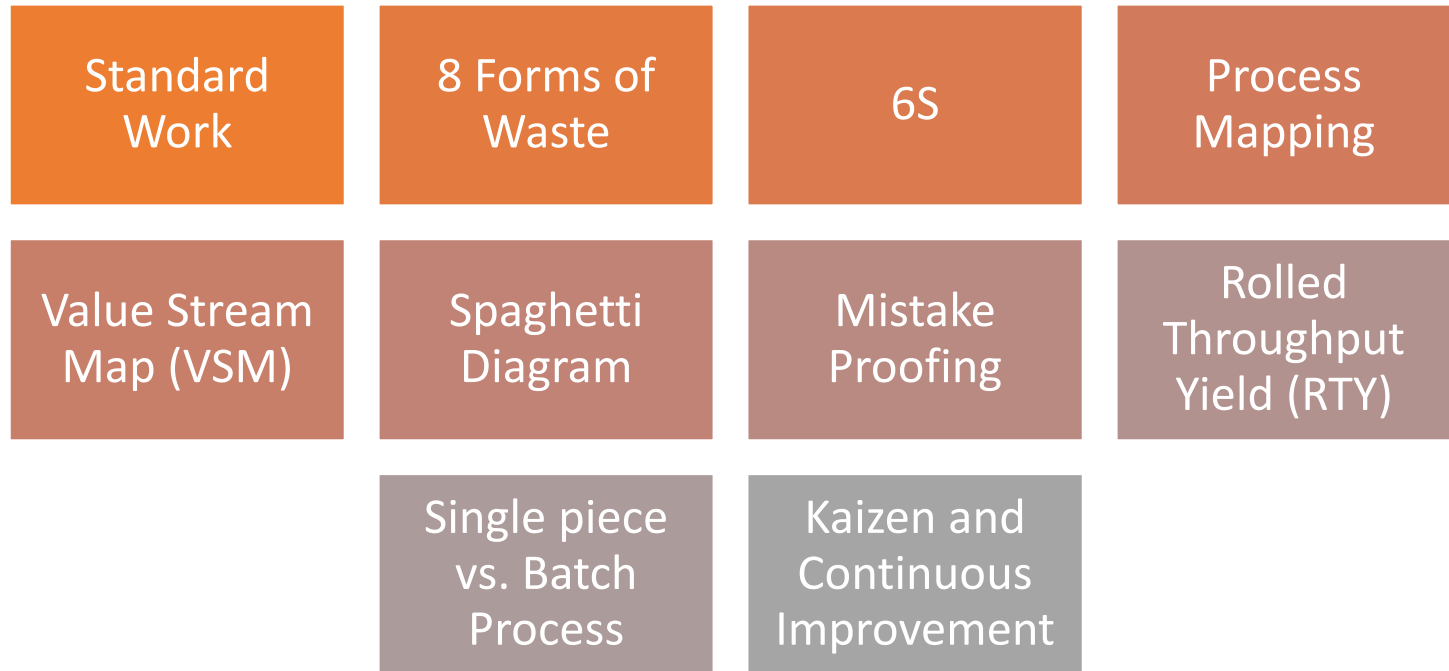 Standard
Work
8 Forms of
Waste
6S
Process
Mapping
Value Stream
Map (VSM)
Spaghetti
Diagram
Mistake
Proofing
Rolled
Throughput
Yield (RTY)
Single piece
vs. Batch
Process
Kaizen and
Continuous
Improvement